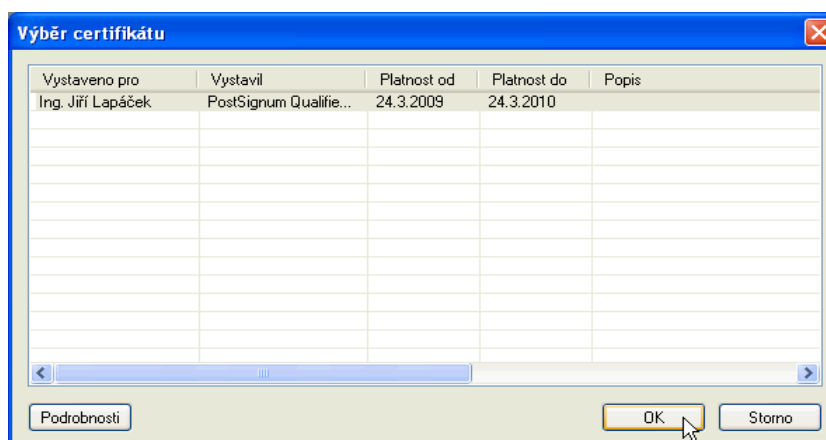 Výběr certifikátu
Vystaveno pro Vystavil Platnost od Platnost do Popis
Ing. Jiří Lapáček PostSignum Qualifie... 24.3.2009 24.3.2010
Podrobnosti OK Storno